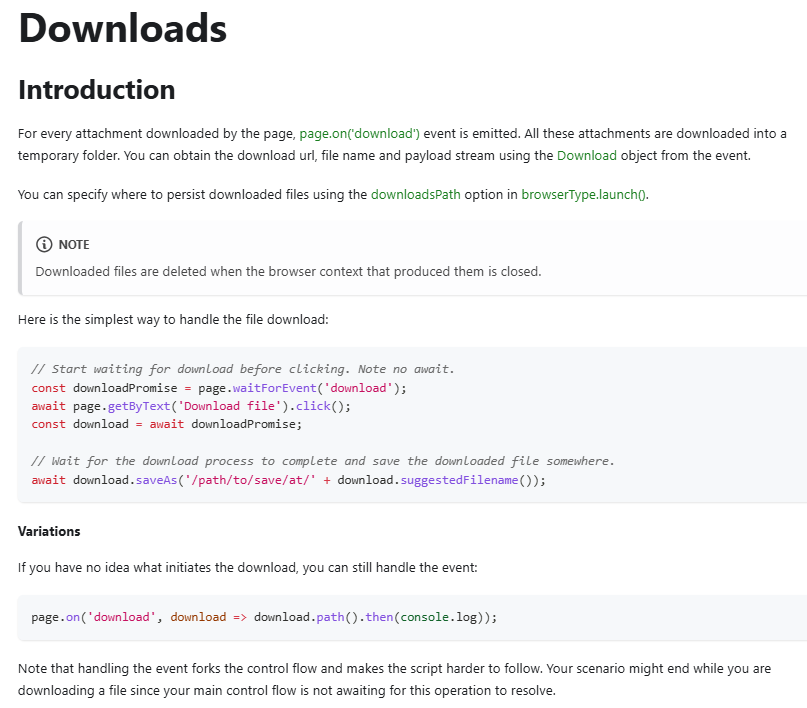 Downloads
Introduction
For every attachment downloaded by the page, page.on('download') event is emitted. All these attachments are downloaded into a
temporary folder. You can obtain the download url, file name and payload stream using the Download object from the event.
You can specify where to persist downloaded files using the downloadsPath option in browserType.launch().
NOTE
Downloaded files are deleted when the browser context that produced them is closed.
Here is the simplest way to handle the file download:
// Start waiting for download before clicking. Note no await.
const downloadPromise = page.waitForEvent('download');
await page.getByText('Download file').click();
const download = await downloadPromise;
// Wait for the download process to complete and save the downloaded file somewhere.
await download.saveAs('/path/to/save/at/' + download.suggestedFilename());
Variations
If you have no idea what initiates the download, you can still handle the event:
page.on('download', download => download.path().then(console.log));
Note that handling the event forks the control flow and makes the script harder to follow. Your scenario might end while you are
downloading a file since your main control flow is not awaiting for this operation to resolve.